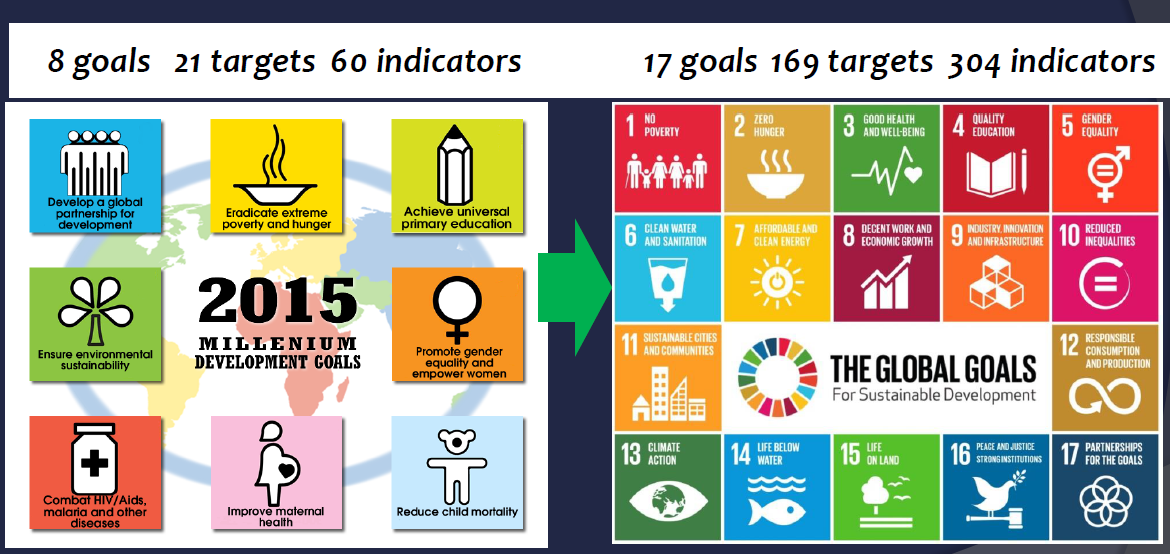 8 goals 21 targets 60 indicators
17 goals 169 targets 304 indicators
Develop a global
partnership for
development
Eradicate extreme
poverty and hunger
Achieve universal
primary education
Ensure environmental
sustainability
2015
MILLENIUM
DEVELOPMENT GOALS
Promote gender
equality and
empower women
Combat HIV/Aids,
malaria and other
diseases
Improve maternal
health
Reduce child mortality
1 NO
POVERTY
2 ZERO
HUNGER
3 GOOD HEALTH
AND WELL-BEING
4 QUALITY
EDUCATION
5 GENDER
EQUALITY
6 CLEAN WATER
AND SANITATION
7 AFFORDABLE AND
CLEAN ENERGY
8 DECENT WORK AND
ECONOMIC GROWTH
9 INDUSTRY, INNOVATION
AND INFRASTRUCTURE
10 REDUCED
INEQUALITIES
11 SUSTAINABLE CITIES
AND COMMUNITIES
THE GLOBAL GOALS
For Sustainable Development
12 RESPONSIBLE
CONSUMPTION
AND PRODUCTION
13 CLIMATE
ACTION
14 LIFE BELOW
WATER
15 LIFE
ON LAND
16 PEACE AND JUSTICE
STRONG INSTITUTIONS
17 PARTNERSHIPS
FOR THE GOALS